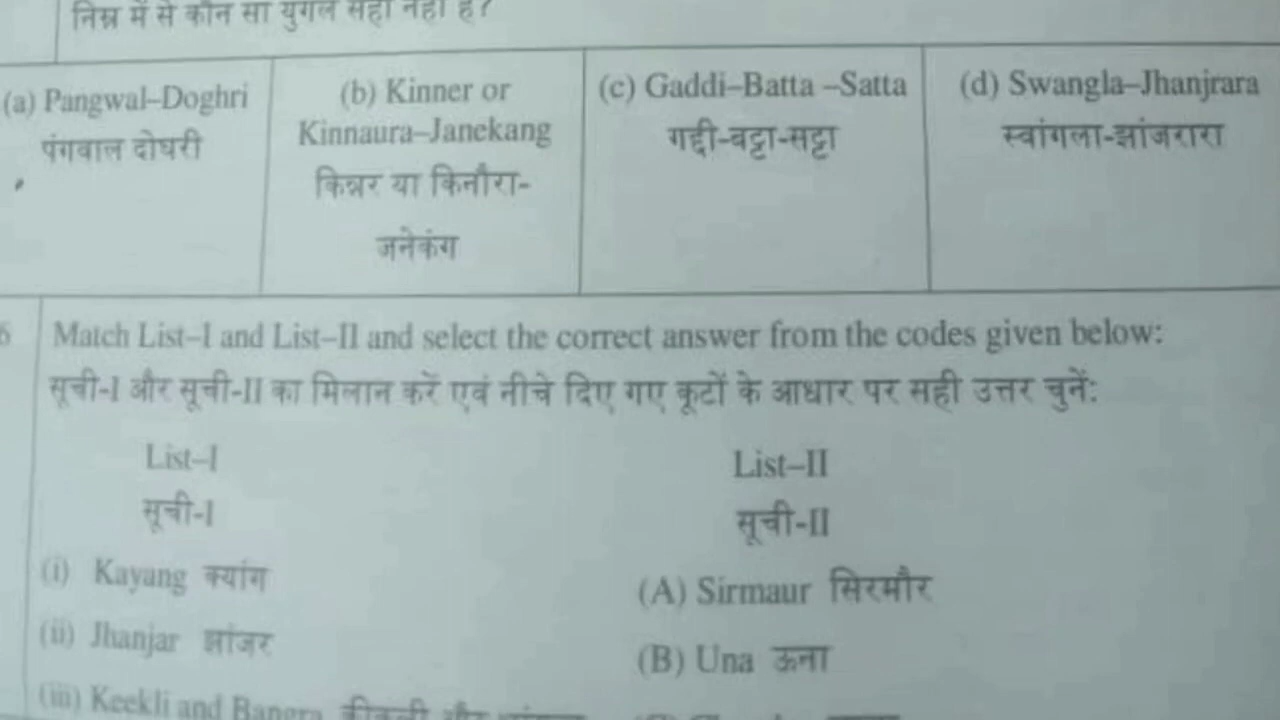 निम्न में से कौन सा युगल सही नहीं है?
(a) Pangwal–Doghri
पंगवाल दोघरी
(b) Kinner or
Kinnaura–Janekang
किन्नर या किनौरा-
जनेकंग
(c) Gaddi–Batta –Satta
गद्दी-बट्टा-सट्टा
(d) Swangla–Jhanjrara
स्वांगला-झांजरारा
6 Match List–I and List–II and select the correct answer from the codes given below:
सूची-I और सूची-II का मिलान करें एवं नीचे दिए गए कूटों के आधार पर सही उत्तर चुनें:
List–I
List–II
सूची-I
सूची-II
(i) Kayang क्यांग
(A) Sirmaur सिरमौर
(ii) Jhanjar झांजर
(B) Una ऊना
(iii) Keekli and Bangra कीकली और